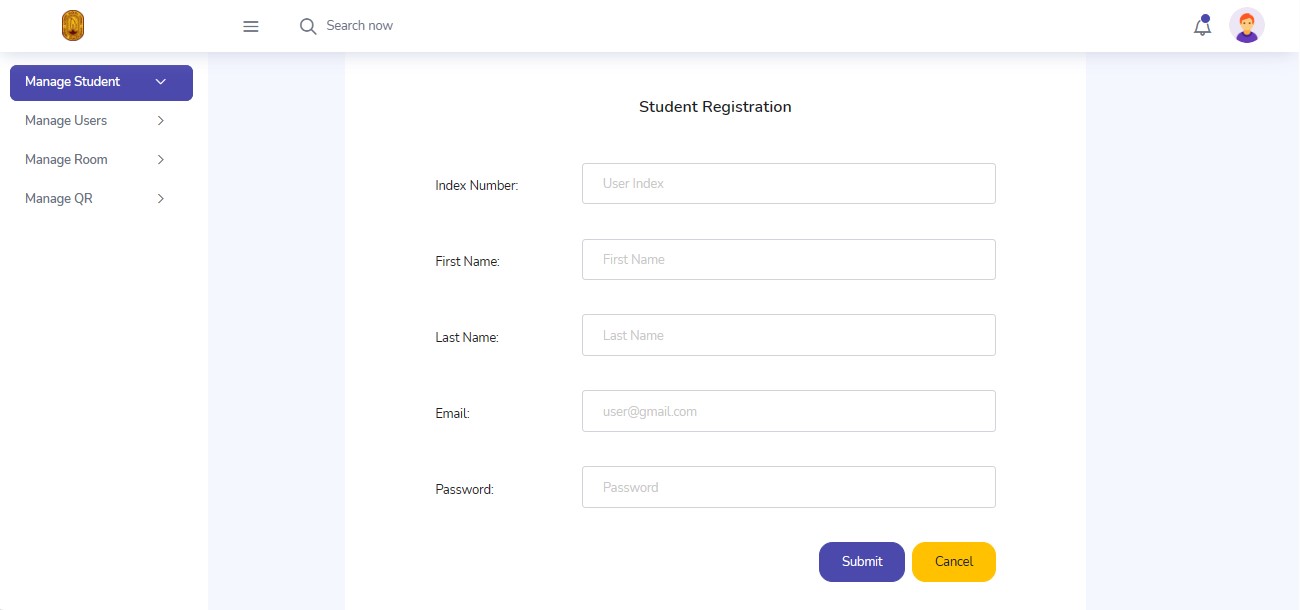 Search now
Manage Student
Manage Users
Manage Room
Manage QR
Student Registration
Index Number: User Index
First Name: First Name
Last Name: Last Name
Email: user@gmail.com
Password: Password
Submit Cancel